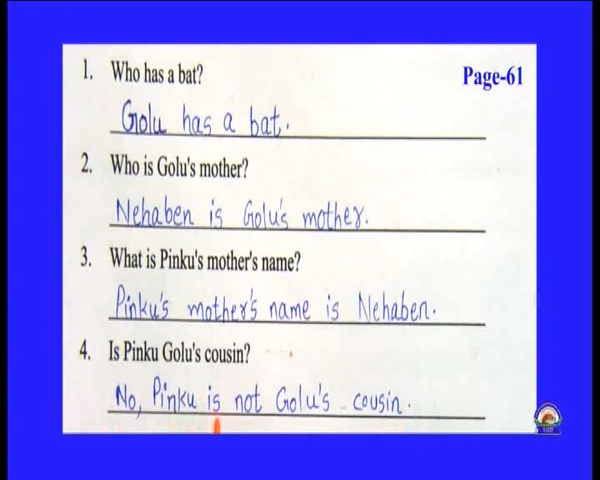 1. Who has a bat?
Page-61
Golu has a bat.
2. Who is Golu's mother?
Nehaben is Golu's mother.
3. What is Pinku's mother's name?
Pinku's mother's name is Nehaben.
4. Is Pinku Golu's cousin?
No, Pinku is not Golu's cousin.